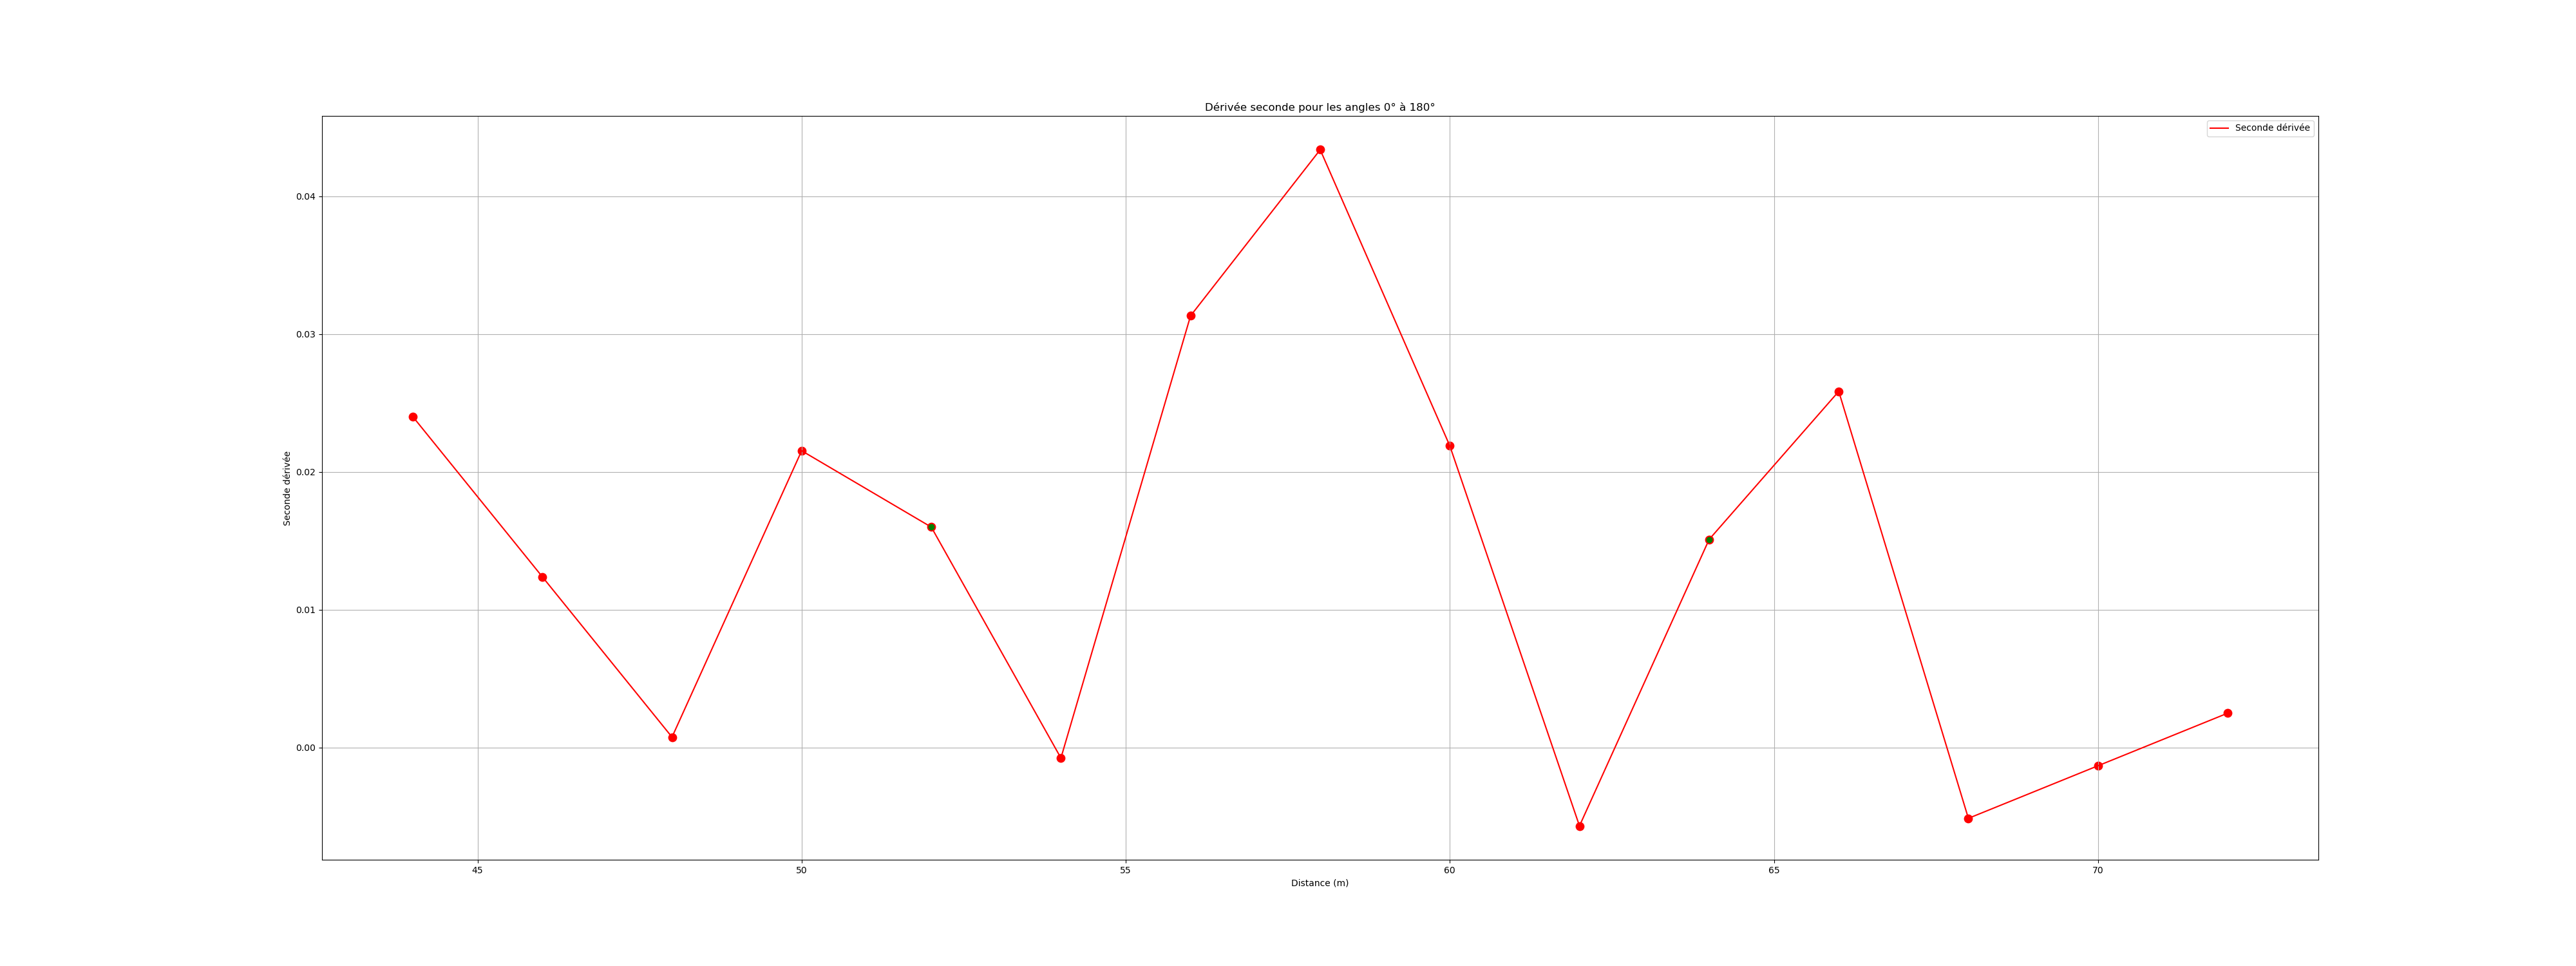 Dérivée seconde pour les angles 0° à 180°
Seconde dérivée
0.04
0.03
0.02
0.01
0.00
Seconde dérivée
45 50 55 60 65 70
Distance (m)